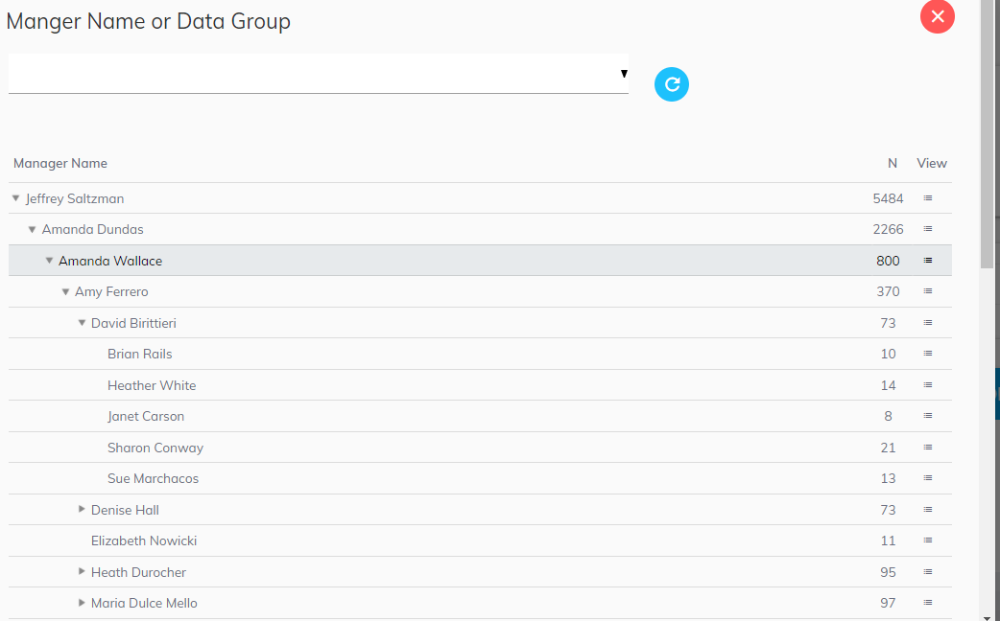 Manger Name or Data Group
Manager Name N View
Jeffrey Saltzman 5484
Amanda Dundas 2266
Amanda Wallace 800
Amy Ferrero 370
David Birittieri 73
Brian Rails 10
Heather White 14
Janet Carson 8
Sharon Conway 21
Sue Marchacos 13
Denise Hall 73
Elizabeth Nowicki 11
Heath Durocher 95
Maria Dulce Mello 97